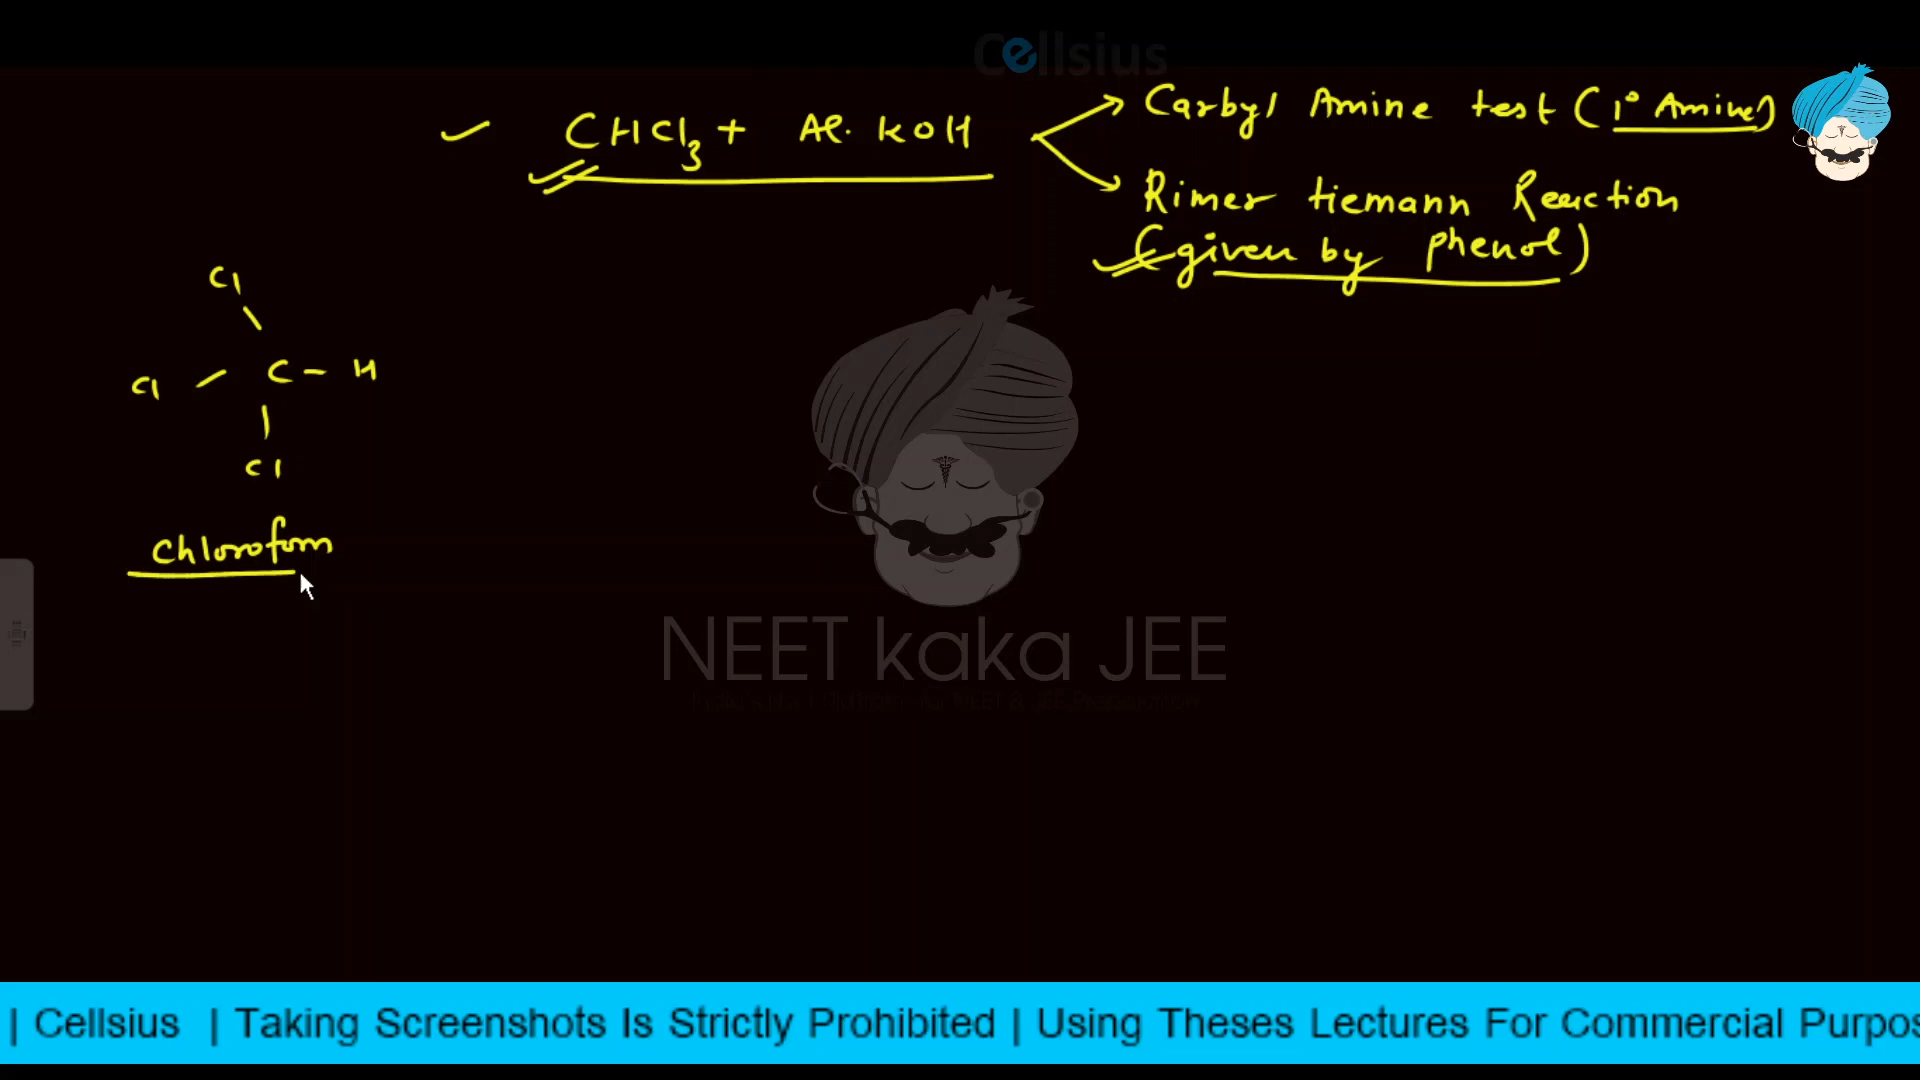 Cellsius
CHCl3 + Al. KOH
Carbyl Amine test (1° Amine)
Rimer tiemann Reaction
(given by phenol)
Cl
Cl - C - H
Cl
Chloroform
NEET kaka JEE
| Cellsius | Taking Screenshots Is Strictly Prohibited | Using Theses Lectures For Commercial Purpos